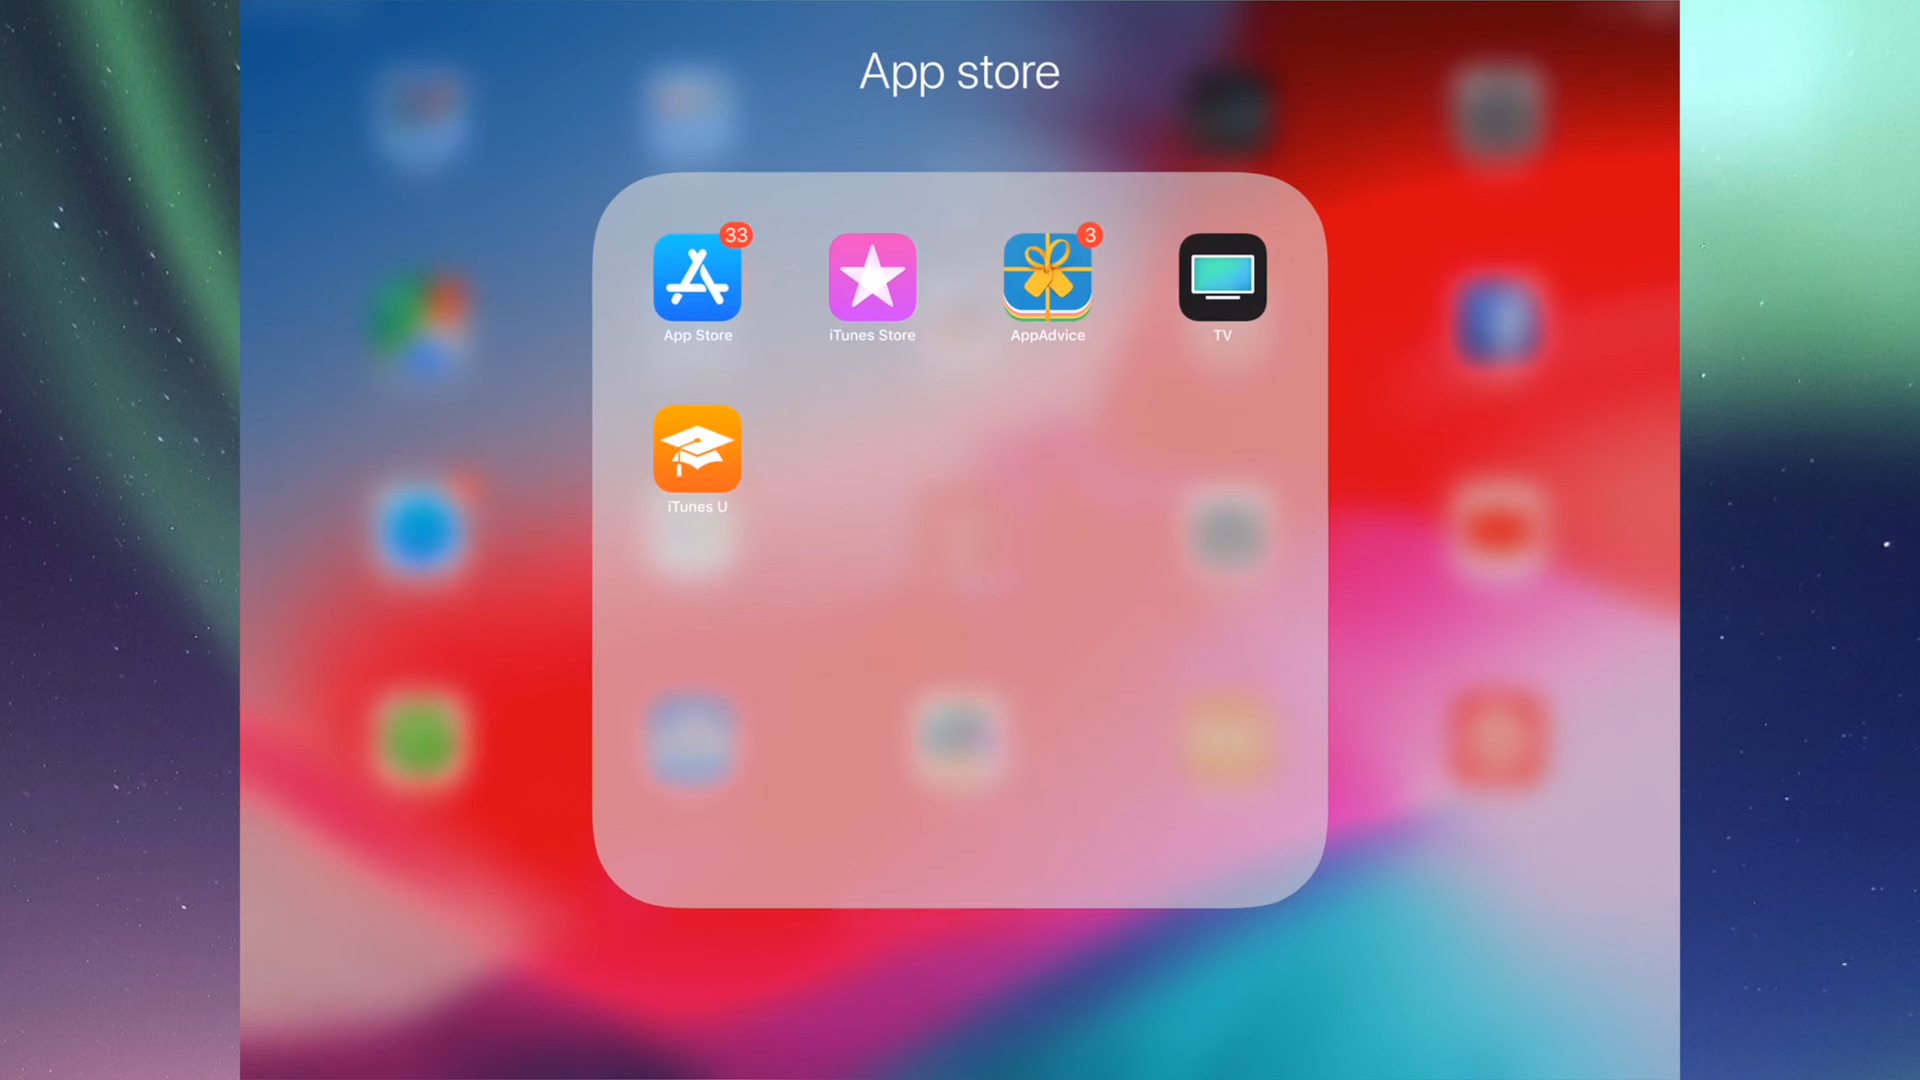 App store
33
3
App Store
iTunes Store
AppAdvice
TV
iTunes U